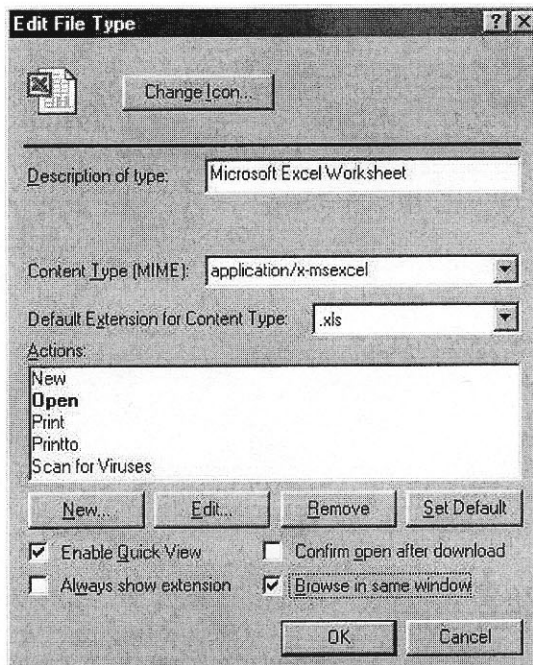 Edit File Type
Change Icon...
Description of type: Microsoft Excel Worksheet
Content Type (MIME): application/x-msexcel
Default Extension for Content Type: .xls
Actions:
New
Open
Print
Printto
Scan for Viruses
New... Edit... Remove Set Default
Enable Quick View Confirm open after download
Always show extension Browse in same window
OK Cancel